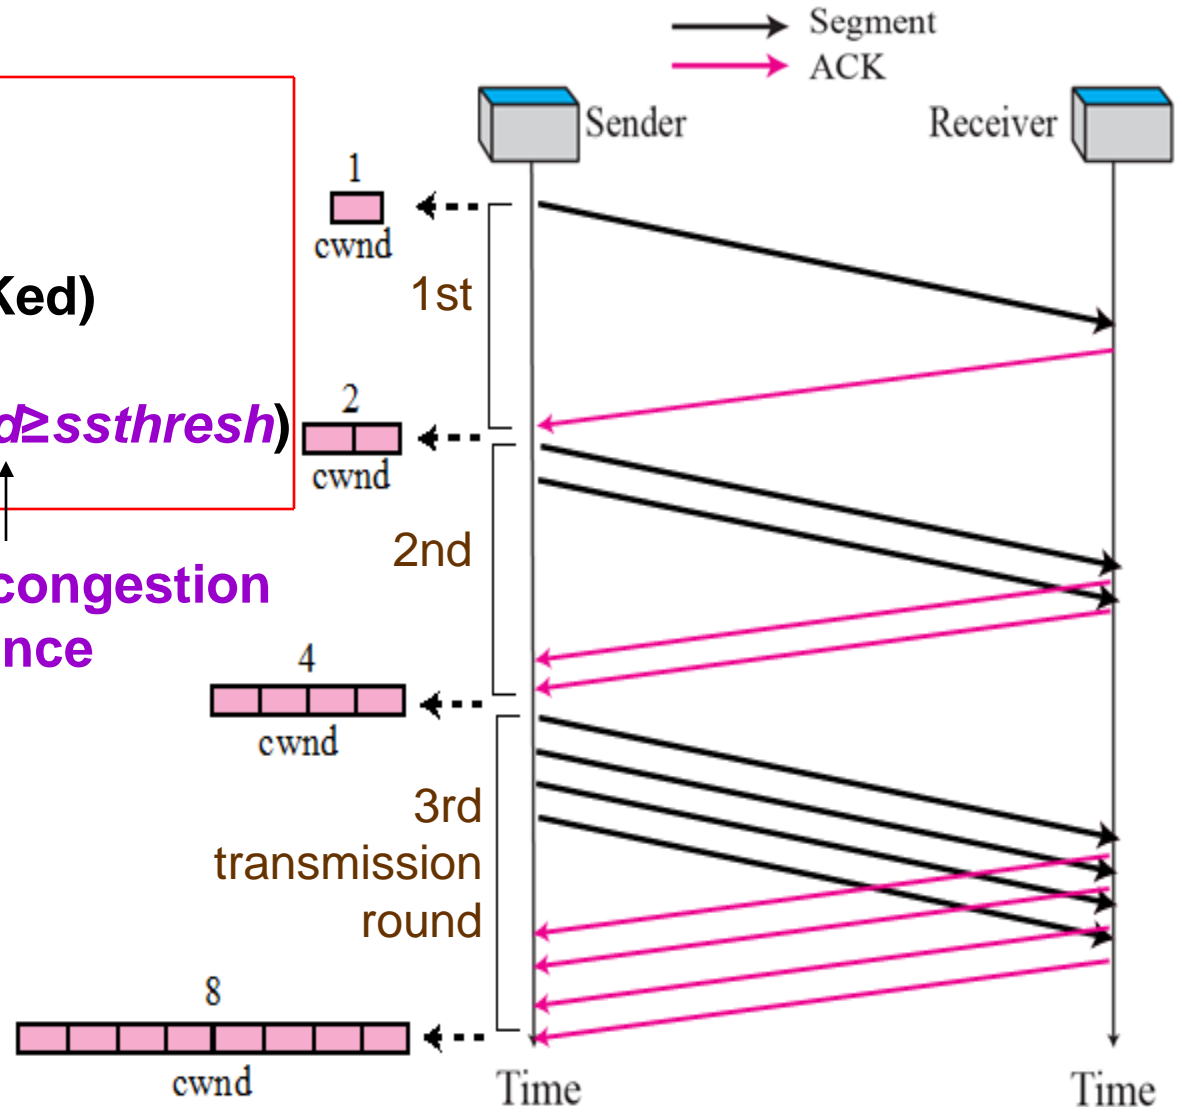 Segment
ACK
Sender
Receiver
1
cwnd
1st
Ked)
2
d≥ssthresh)
cwnd
2nd
congestion
nce
4
cwnd
3rd
transmission
round
8
cwnd
Time
Time